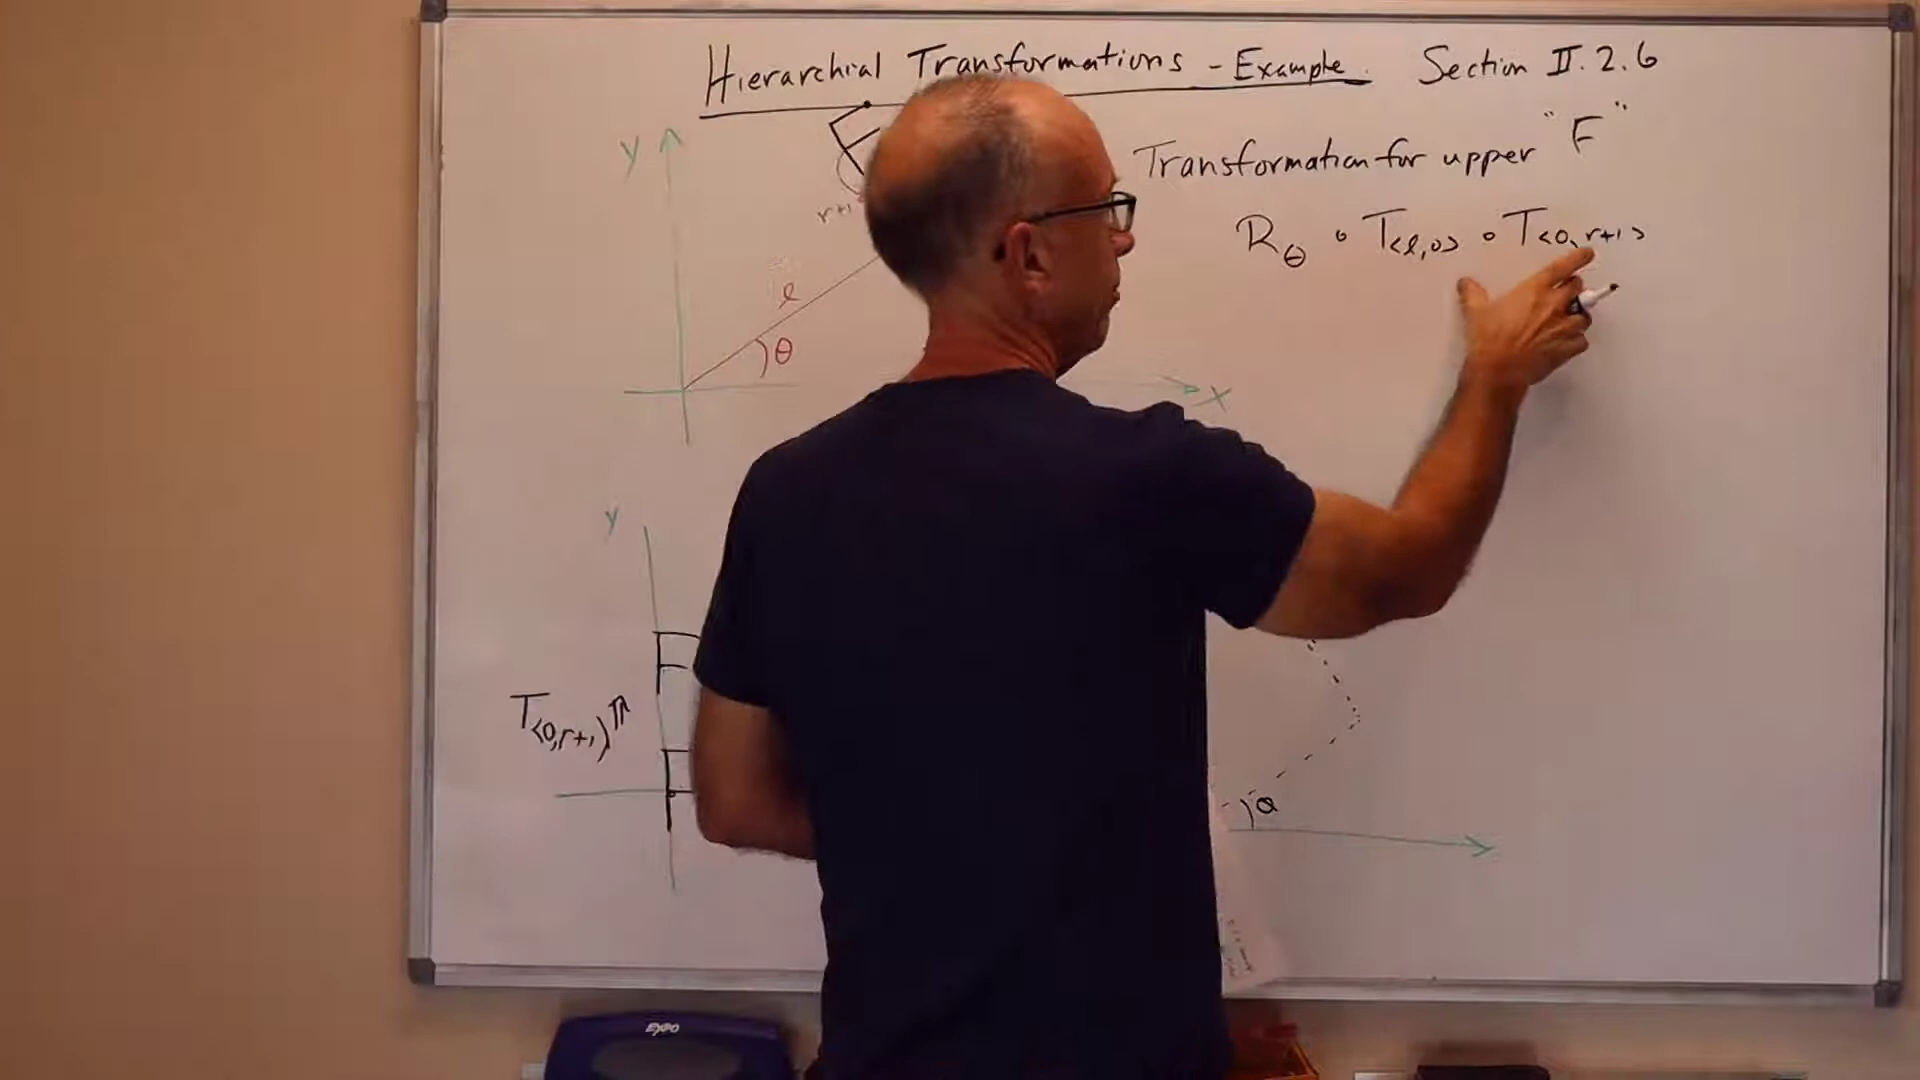 Hierarchial Transformations - Example. Section II.2.6
Transformation for upper "F"
R_θ ∘ T_<ℓ,0> ∘ T_<0,r+1>
y
r+1
ℓ
θ
x
y
T_<0,r+1>
θ
EXPO